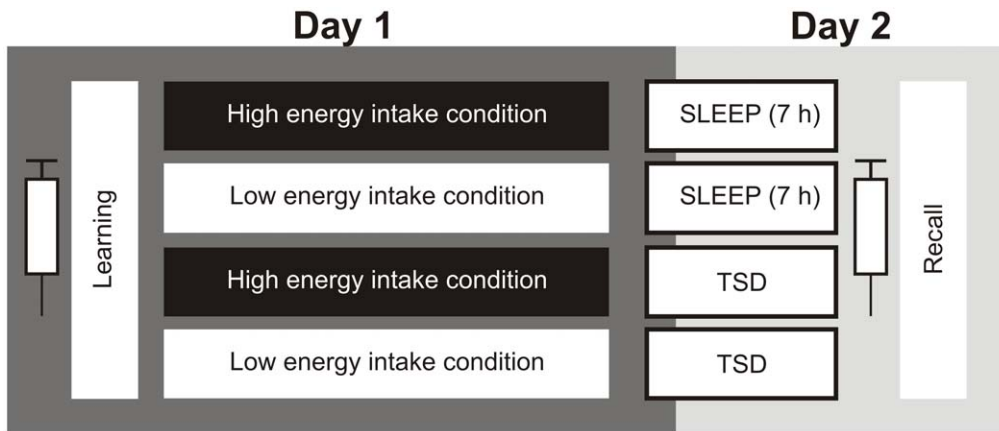 Day 1
Day 2
Learning
High energy intake condition
SLEEP (7 h)
Low energy intake condition
SLEEP (7 h)
High energy intake condition
TSD
Low energy intake condition
TSD
Recall